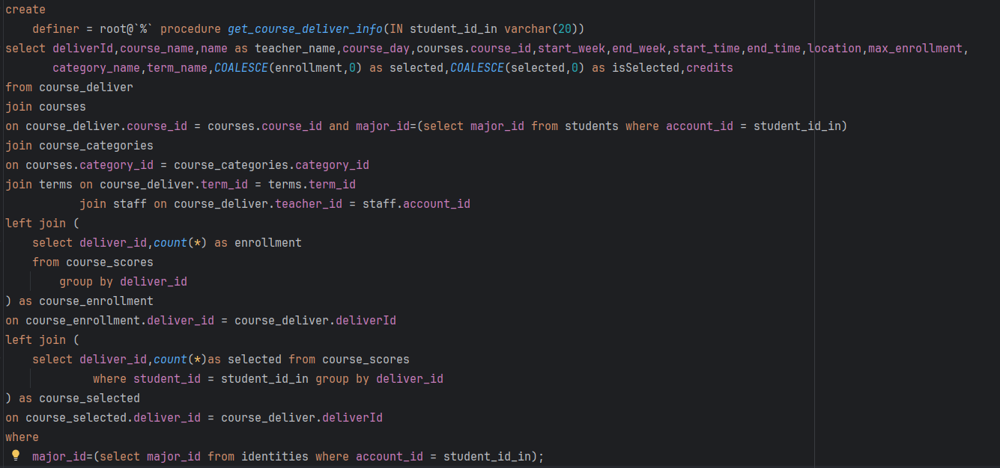 create
definer = root@`%` procedure get_course_deliver_info(IN student_id_in varchar(20))
select deliverId,course_name,name as teacher_name,course_day,courses.course_id,start_week,end_week,start_time,end_time,location,max_enrollment,
category_name,term_name,COALESCE(enrollment,0) as selected,COALESCE(selected,0) as isSelected,credits
from course_deliver
join courses
on course_deliver.course_id = courses.course_id and major_id=(select major_id from students where account_id = student_id_in)
join course_categories
on courses.category_id = course_categories.category_id
join terms on course_deliver.term_id = terms.term_id
join staff on course_deliver.teacher_id = staff.account_id
left join (
select deliver_id,count(*) as enrollment
from course_scores
group by deliver_id
) as course_enrollment
on course_enrollment.deliver_id = course_deliver.deliverId
left join (
select deliver_id,count(*)as selected from course_scores
where student_id = student_id_in group by deliver_id
) as course_selected
on course_selected.deliver_id = course_deliver.deliverId
where
major_id=(select major_id from identities where account_id = student_id_in);